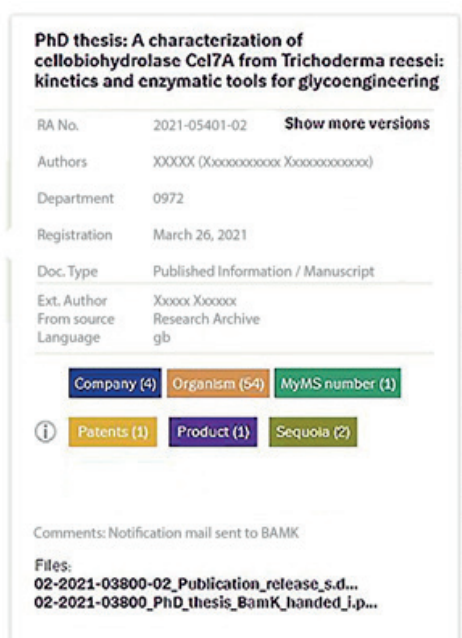 PhD thesis: A characterization of
cellobiohydrolase Cel7A from Trichoderma reesei:
kinetics and enzymatic tools for glycoengineering
RA No. 2021-05401-02 Show more versions
Authors XXXXX (Xxxxxxxxxxx Xxxxxxxxxxxxx)
Department 0972
Registration March 26, 2021
Doc. Type Published Information / Manuscript
Ext. Author Xxxxx Xxxxxx
From source Research Archive
Language gb
Company (4) Organism (54) MyMS number (1)
Patents (1) Product (1) Sequoia (2)
Comments: Notification mail sent to BAMK
Files:
02-2021-03800-02_Publication_release_s.d...
02-2021-03800_PhD_thesis_BamK_handed_i.p...